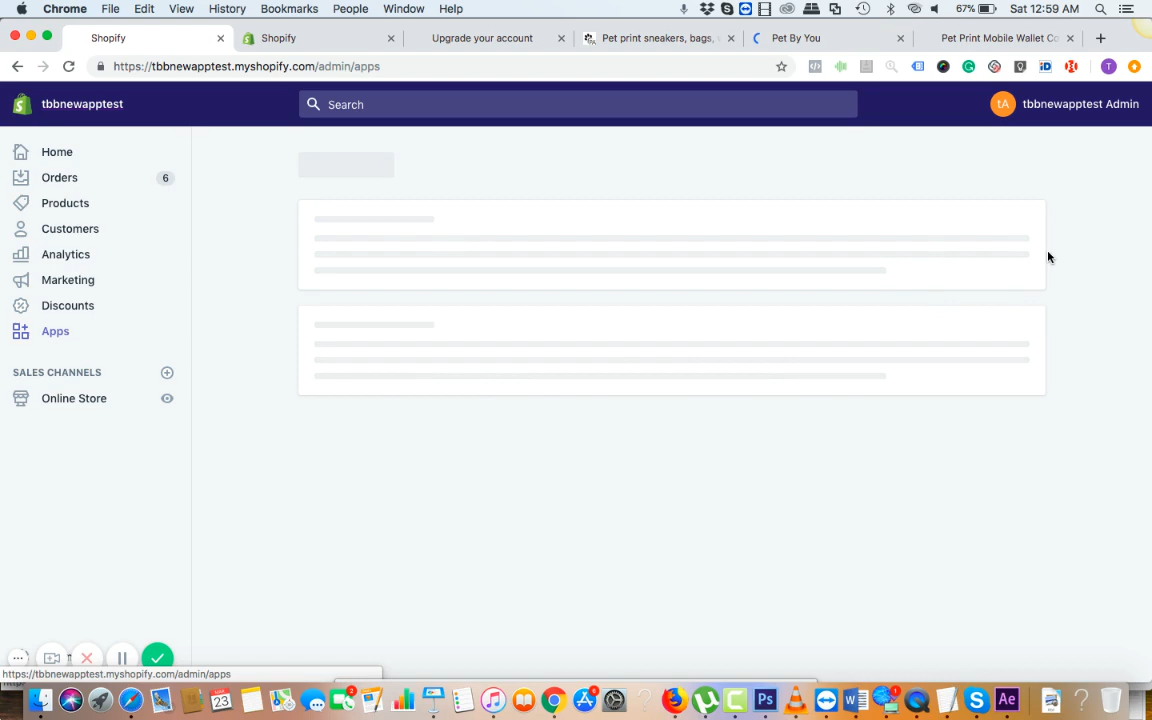 Chrome File Edit View History Bookmarks People Window Help 67% Sat 12:59 AM
Shopify Shopify Upgrade your account Pet print sneakers, bags, Pet By You Pet Print Mobile Wallet Co
https://tbbnewapptest.myshopify.com/admin/apps
tbbnewapptest Search tA tbbnewapptest Admin
Home
Orders 6
Products
Customers
Analytics
Marketing
Discounts
Apps
SALES CHANNELS
Online Store
https://tbbnewapptest.myshopify.com/admin/apps